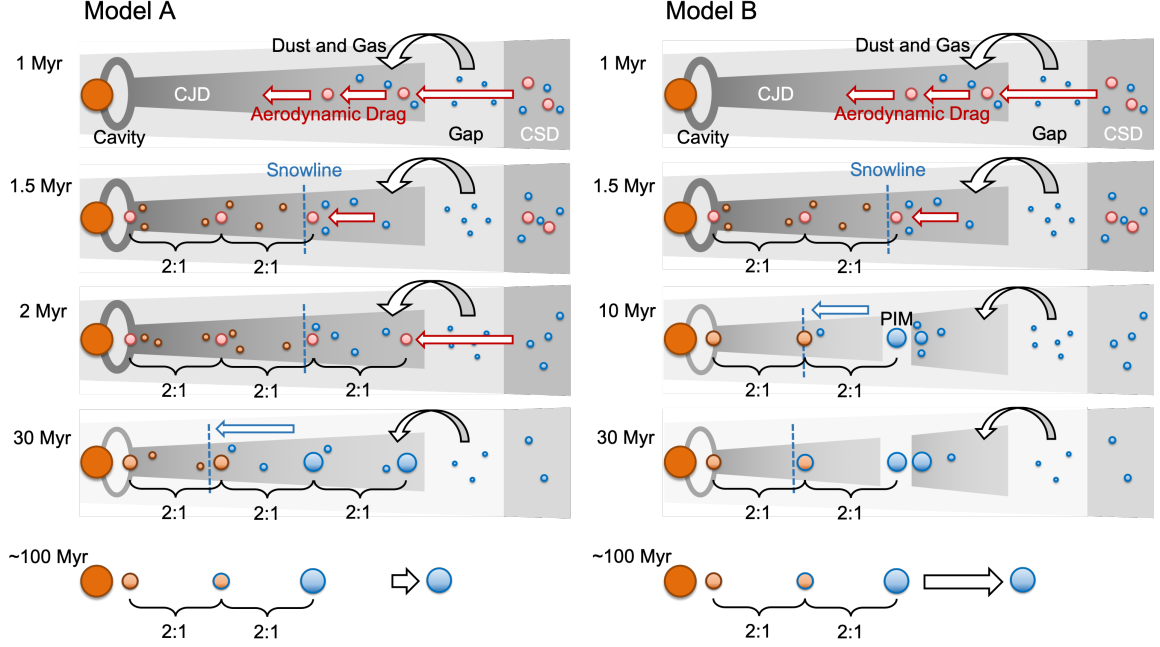 Model A
1 Myr
Dust and Gas
CJD
Aerodynamic Drag
Cavity
Gap
CSD
1.5 Myr
Snowline
2:1
2:1
2 Myr
2:1
2:1
2:1
30 Myr
2:1
2:1
2:1
~100 Myr
2:1
2:1
Model B
1 Myr
Dust and Gas
CJD
Aerodynamic Drag
Cavity
Gap
CSD
1.5 Myr
Snowline
2:1
2:1
10 Myr
PIM
2:1
2:1
30 Myr
2:1
2:1
~100 Myr
2:1
2:1